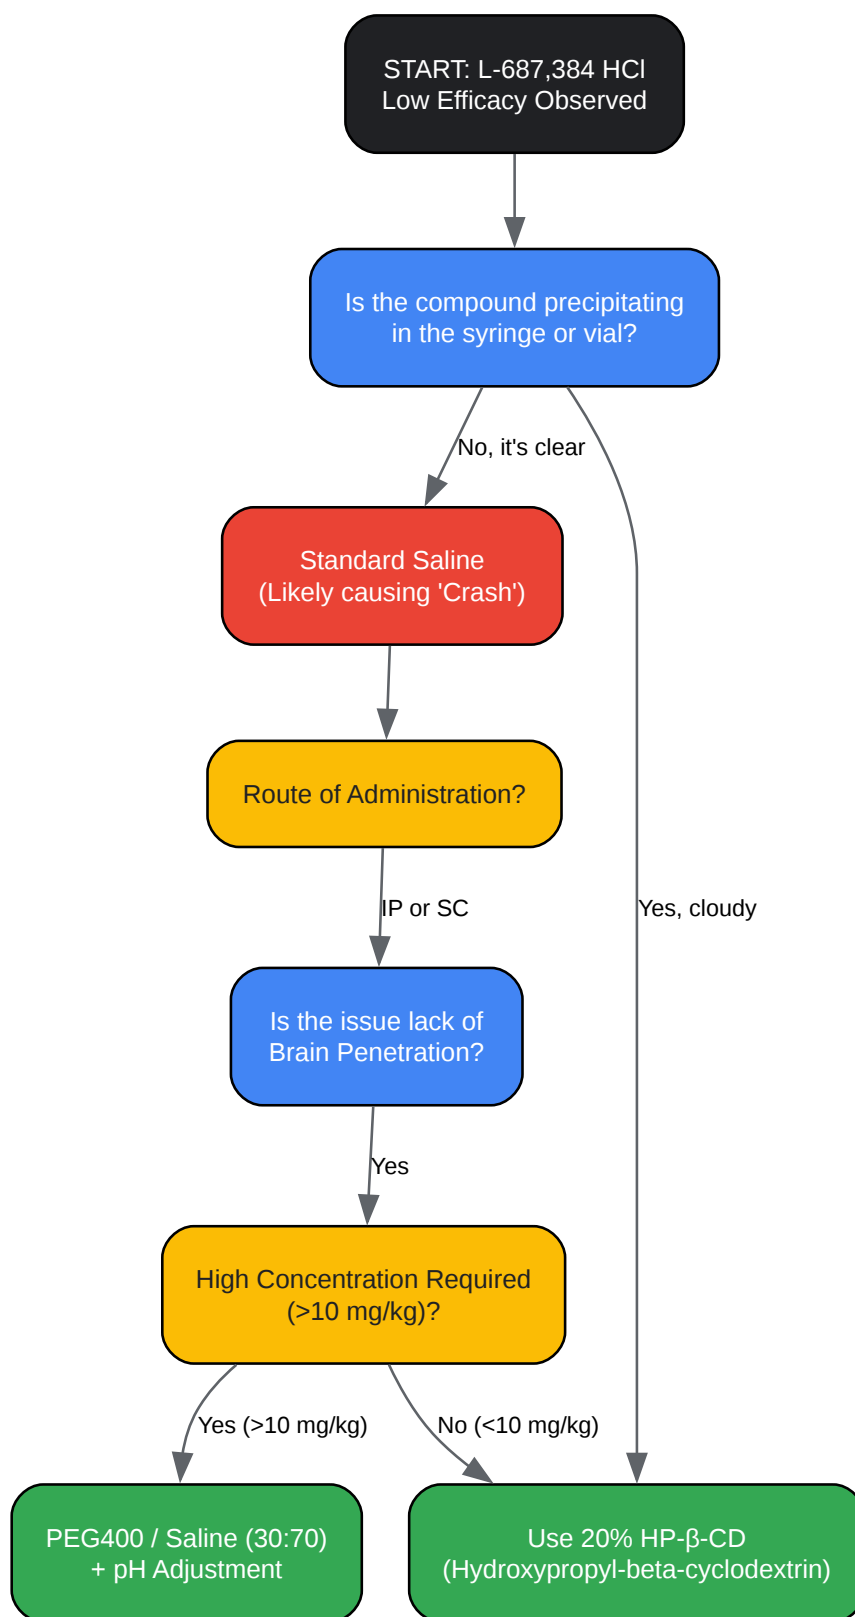 START: L-687,384 HCl
Low Efficacy Observed
Is the compound precipitating
in the syringe or vial?
No, it's clear
Standard Saline
(Likely causing 'Crash')
Route of Administration?
IP or SC
Yes, cloudy
Is the issue lack of
Brain Penetration?
Yes
High Concentration Required
(>10 mg/kg)?
Yes (>10 mg/kg)
No (<10 mg/kg)
PEG400 / Saline (30:70)
+ pH Adjustment
Use 20% HP-β-CD
(Hydroxypropyl-beta-cyclodextrin)